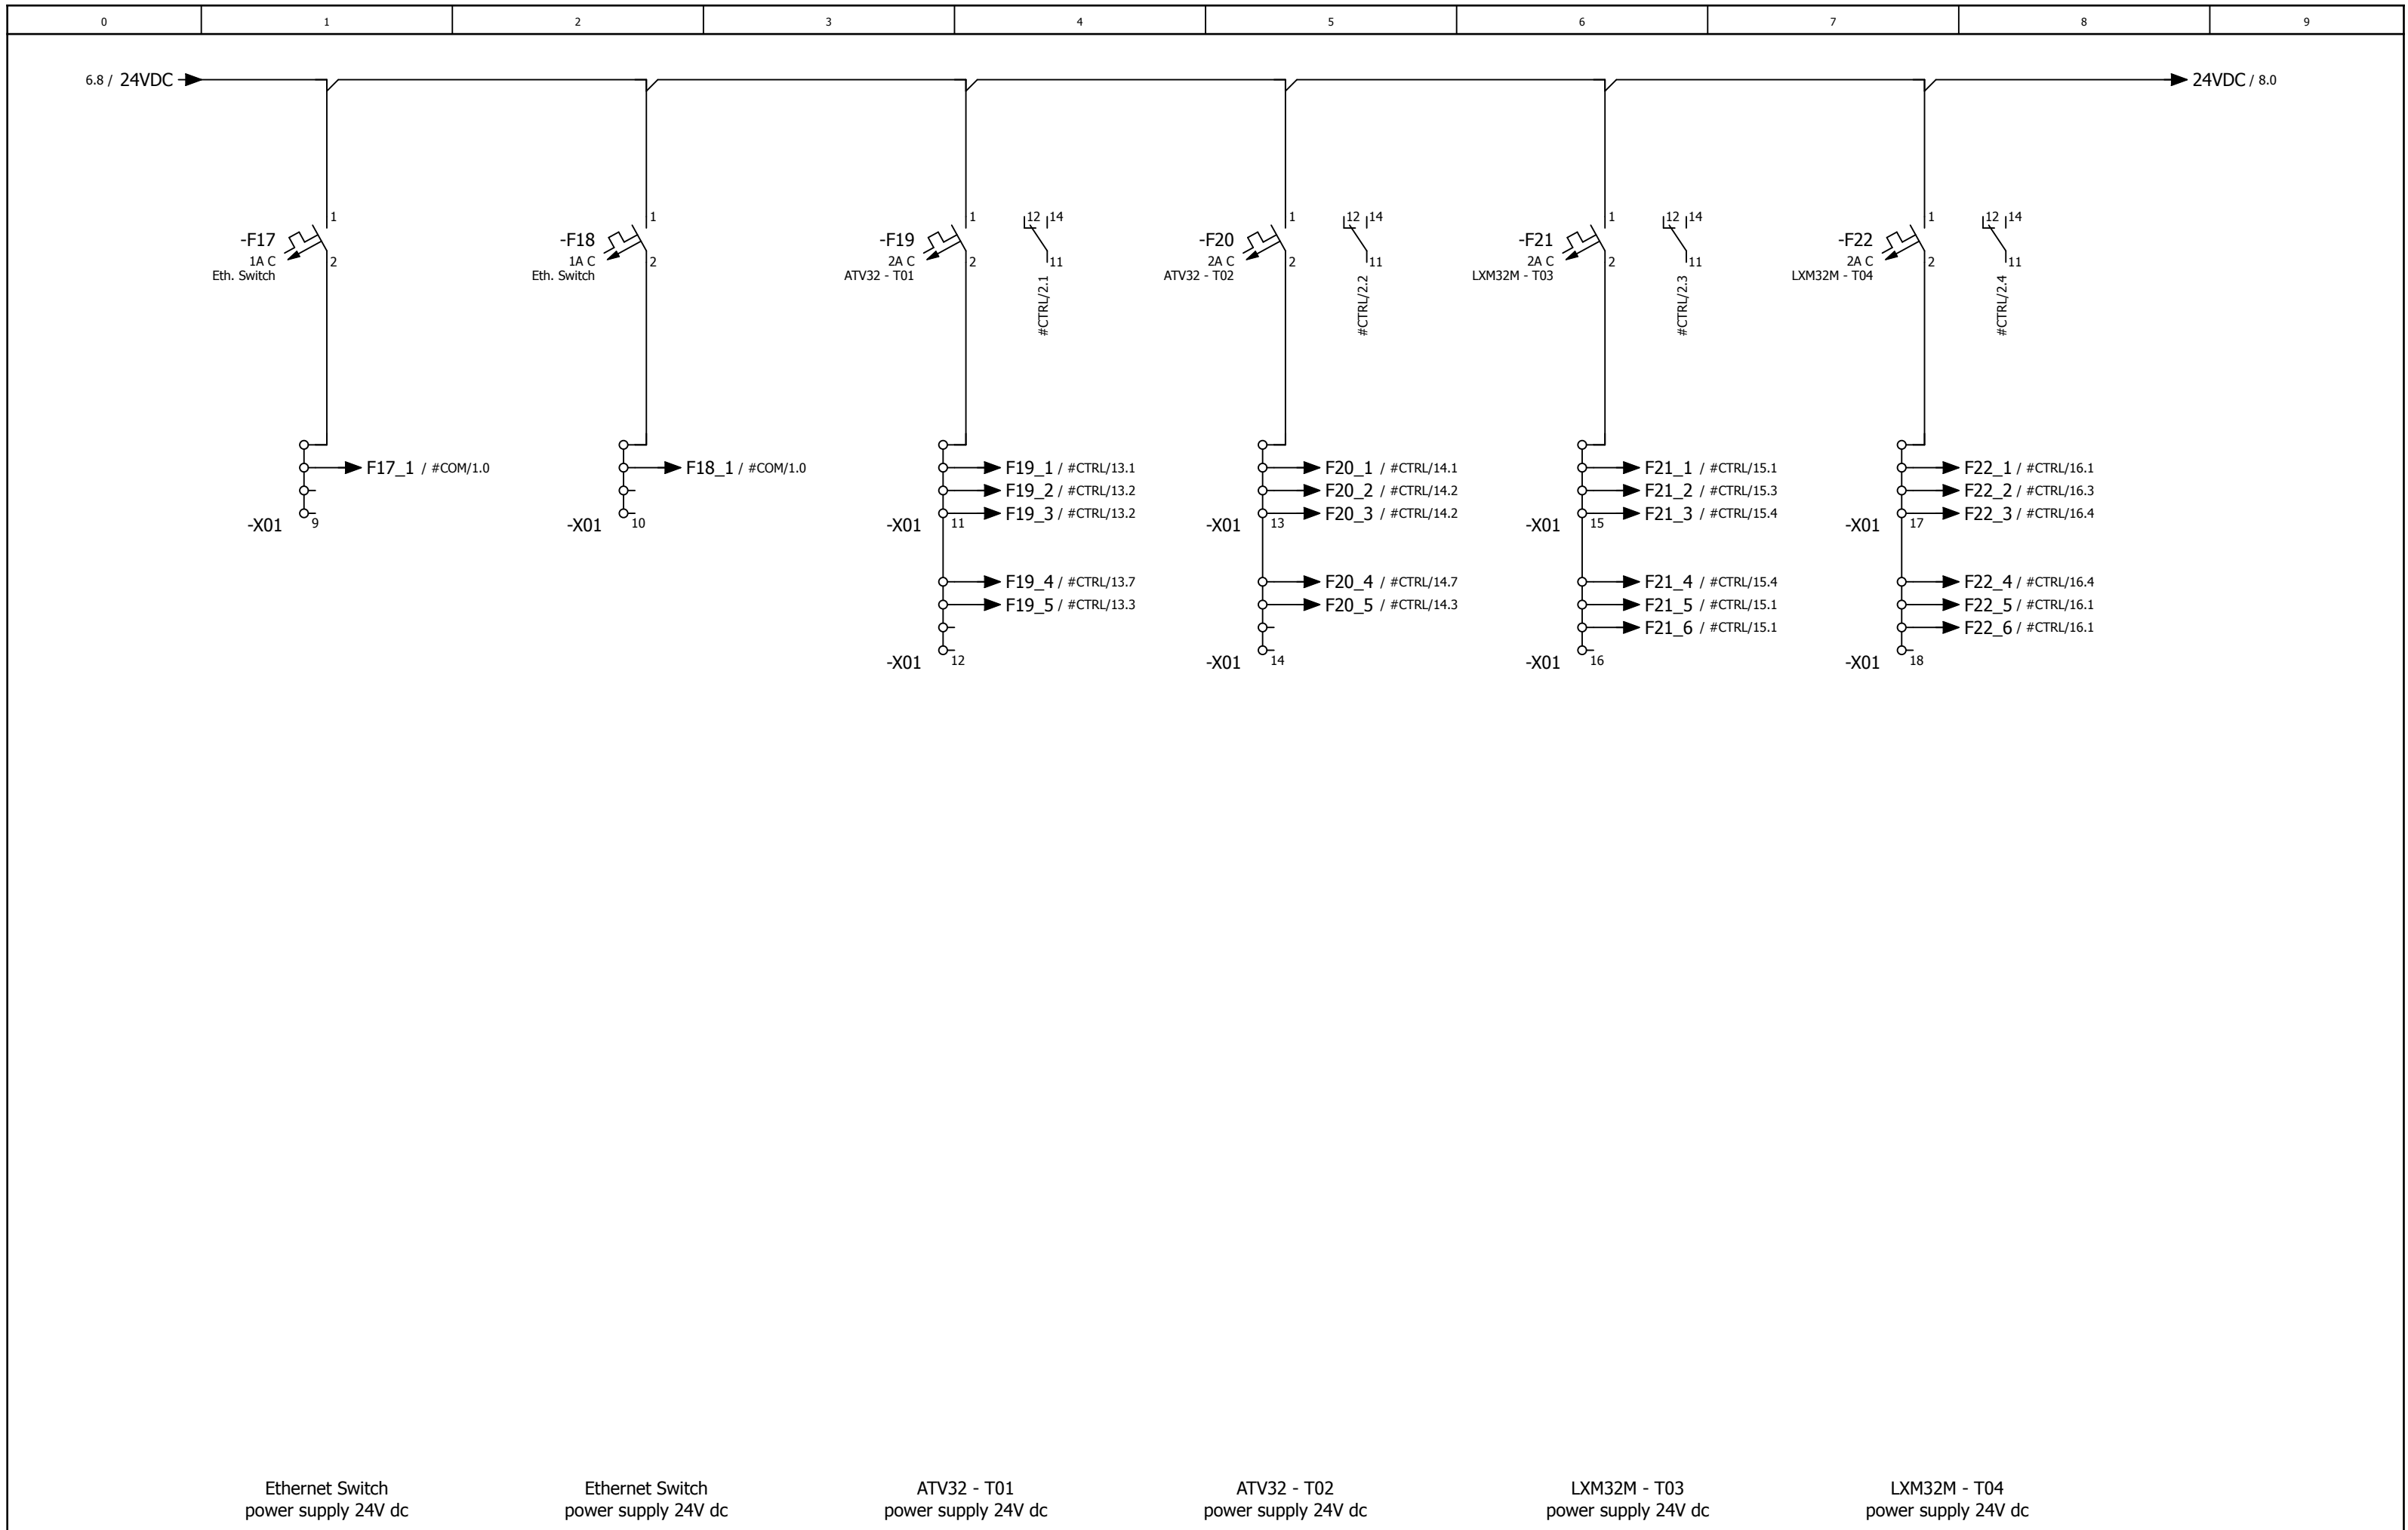 0 1 2 3 4 5 6 7 8 9
6.8 / 24VDC 24VDC / 8.0
1 1 1 12 14 1 12 14 1 12 14 1 12 14
-F17 -F18 -F19 -F20 -F21 -F22
1A C 2 1A C 2 2A C 2 11 2A C 2 11 2A C 2 11 2A C 2 11
Eth. Switch Eth. Switch ATV32 - T01 ATV32 - T02 LXM32M - T03 LXM32M - T04
#CTRL/2.1 #CTRL/2.2 #CTRL/2.3 #CTRL/2.4
F17_1 / #COM/1.0 F18_1 / #COM/1.0 F19_1 / #CTRL/13.1 F20_1 / #CTRL/14.1 F21_1 / #CTRL/15.1 F22_1 / #CTRL/16.1
F19_2 / #CTRL/13.2 F20_2 / #CTRL/14.2 F21_2 / #CTRL/15.3 F22_2 / #CTRL/16.3
F19_3 / #CTRL/13.2 F20_3 / #CTRL/14.2 F21_3 / #CTRL/15.4 F22_3 / #CTRL/16.4
-X01 9 -X01 10 -X01 11 -X01 13 -X01 15 -X01 17
F19_4 / #CTRL/13.7 F20_4 / #CTRL/14.7 F21_4 / #CTRL/15.4 F22_4 / #CTRL/16.4
F19_5 / #CTRL/13.3 F20_5 / #CTRL/14.3 F21_5 / #CTRL/15.1 F22_5 / #CTRL/16.1
F21_6 / #CTRL/15.1 F22_6 / #CTRL/16.1
-X01 12 -X01 14 -X01 16 -X01 18
Ethernet Switch Ethernet Switch ATV32 - T01 ATV32 - T02 LXM32M - T03 LXM32M - T04
power supply 24V dc power supply 24V dc power supply 24V dc power supply 24V dc power supply 24V dc power supply 24V dc